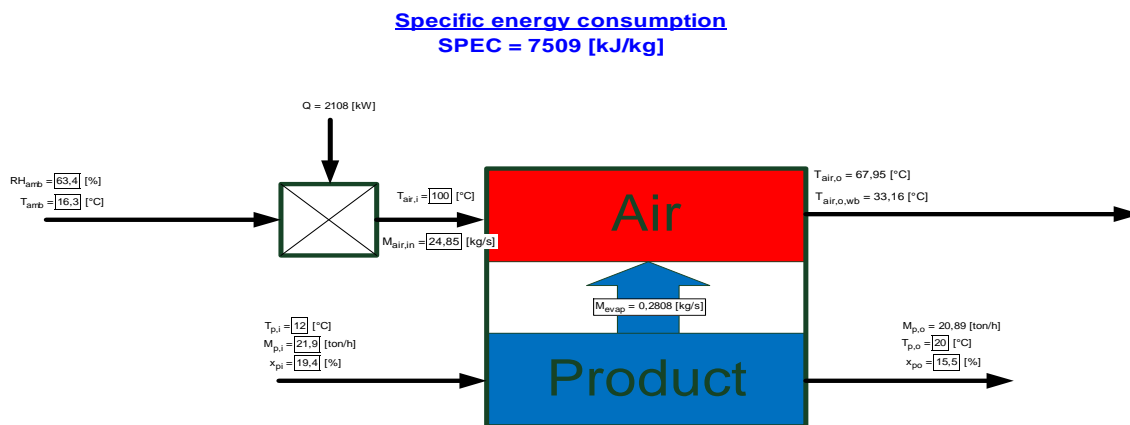 Specific energy consumption
SPEC = 7509 [kJ/kg]
Q = 2108 [kW]
RHamb = 63,4 [%]
Tamb = 16,3 [°C]
Tair,i = 100 [°C]
Mair,in = 24,85 [kg/s]
Air
Tair,o = 67,95 [°C]
Tair,o,wb = 33,16 [°C]
Mevap = 0,2808 [kg/s]
Tp,i = 12 [°C]
Mp,i = 21,9 [ton/h]
xpi = 19,4 [%]
Product
Mp,o = 20,89 [ton/h]
Tp,o = 20 [°C]
xpo = 15,5 [%]